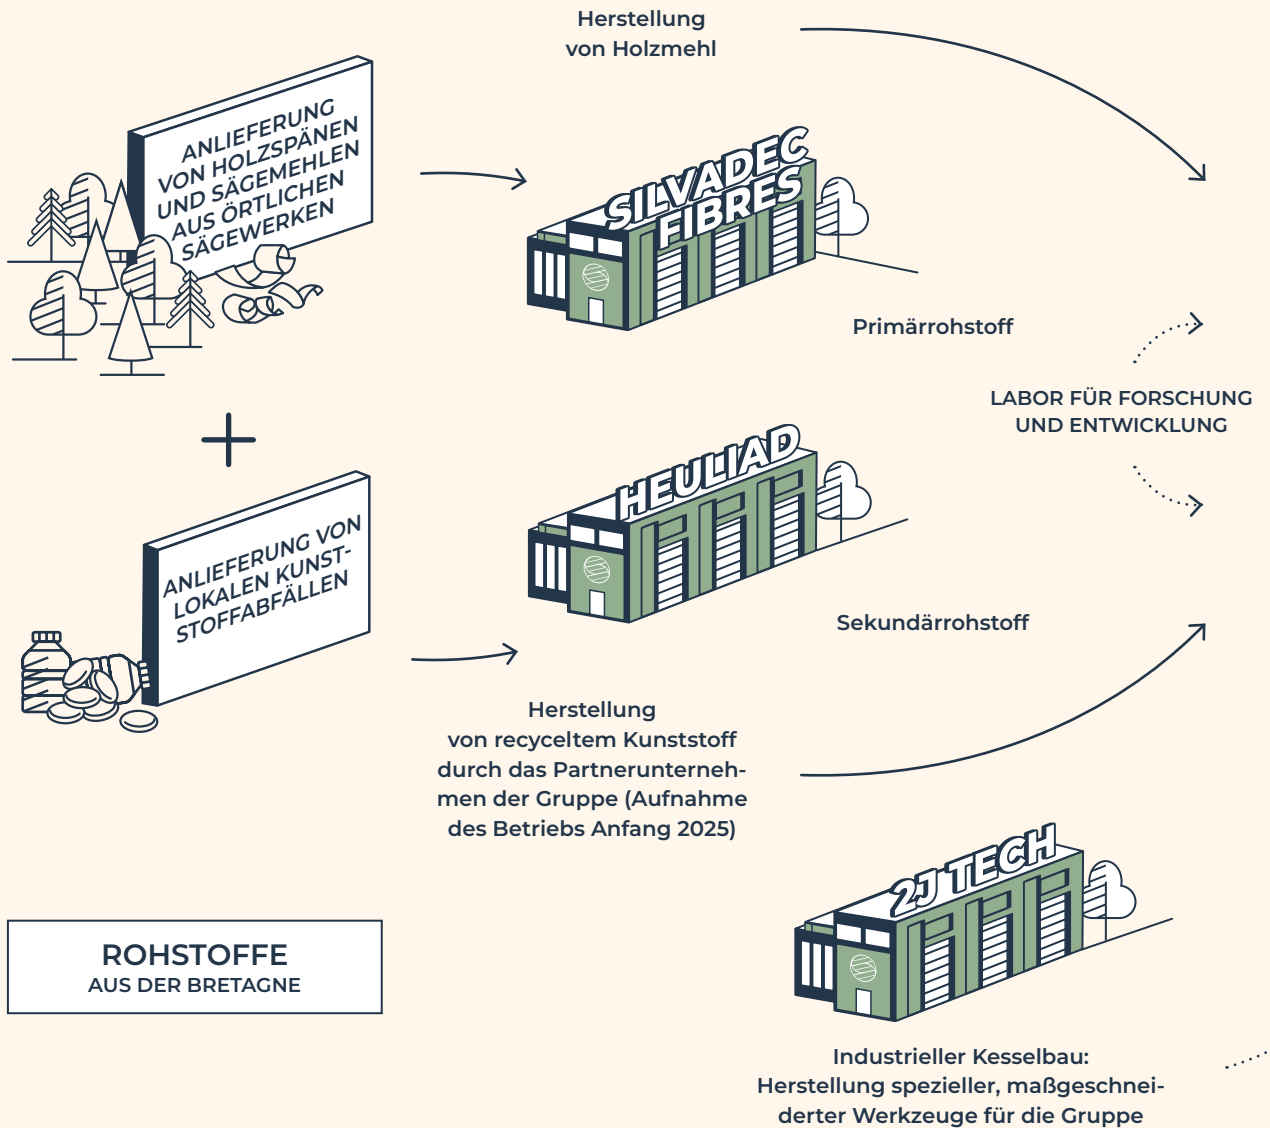 Herstellung
von Holzmehl
ANLIEFERUNG
VON HOLZSPÄNEN
UND SÄGEMEHLEN
AUS ÖRTLICHEN
SÄGEWERKEN
SILVADEC
FIBRES
Primärrohstoff
LABOR FÜR FORSCHUNG
UND ENTWICKLUNG
+
HEULIAD
ANLIEFERUNG VON
LOKALEN KUNST-
STOFFABFÄLLEN
Sekundärrohstoff
Herstellung
von recyceltem Kunststoff
durch das Partnerunterneh-
men der Gruppe (Aufnahme
des Betriebs Anfang 2025)
2J TECH
ROHSTOFFE
AUS DER BRETAGNE
Industrieller Kesselbau:
Herstellung spezieller, maßgeschnei-
derter Werkzeuge für die Gruppe